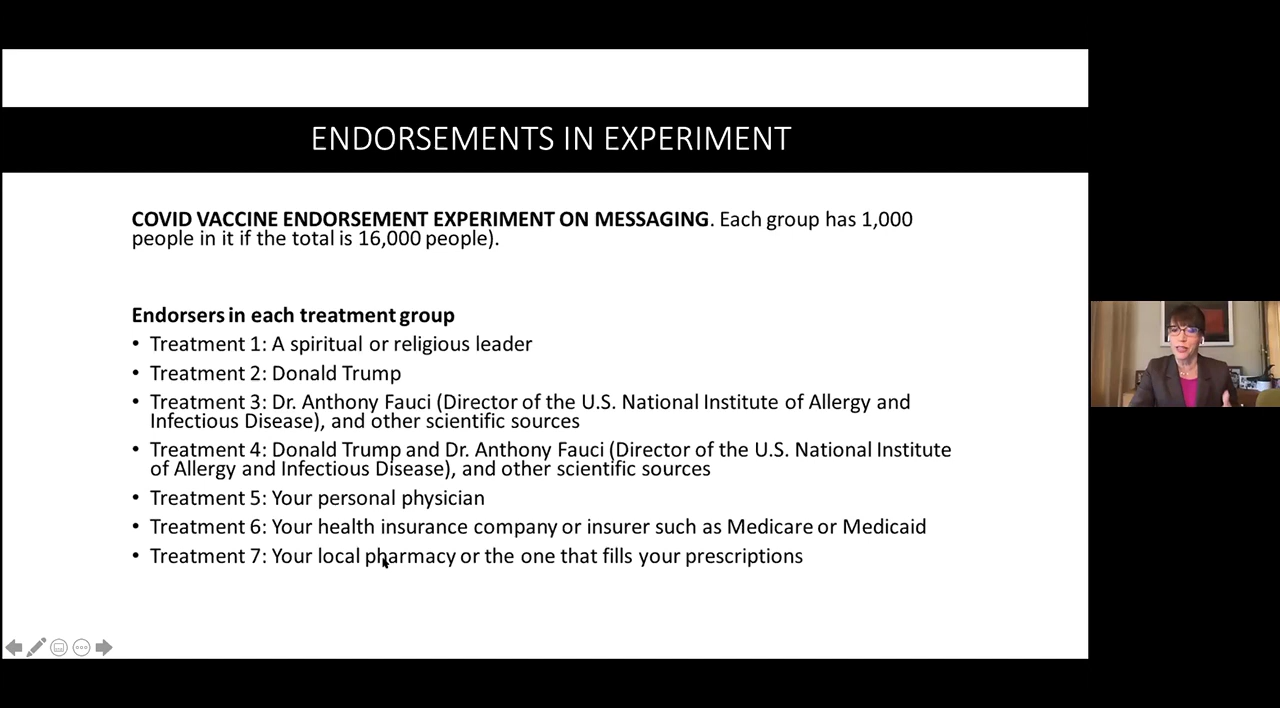 ENDORSEMENTS IN EXPERIMENT
COVID VACCINE ENDORSEMENT EXPERIMENT ON MESSAGING. Each group has 1,000
people in it if the total is 16,000 people).
Endorsers in each treatment group
• Treatment 1: A spiritual or religious leader
• Treatment 2: Donald Trump
• Treatment 3: Dr. Anthony Fauci (Director of the U.S. National Institute of Allergy and
Infectious Disease), and other scientific sources
• Treatment 4: Donald Trump and Dr. Anthony Fauci (Director of the U.S. National Institute
of Allergy and Infectious Disease), and other scientific sources
• Treatment 5: Your personal physician
• Treatment 6: Your health insurance company or insurer such as Medicare or Medicaid
• Treatment 7: Your local pharmacy or the one that fills your prescriptions